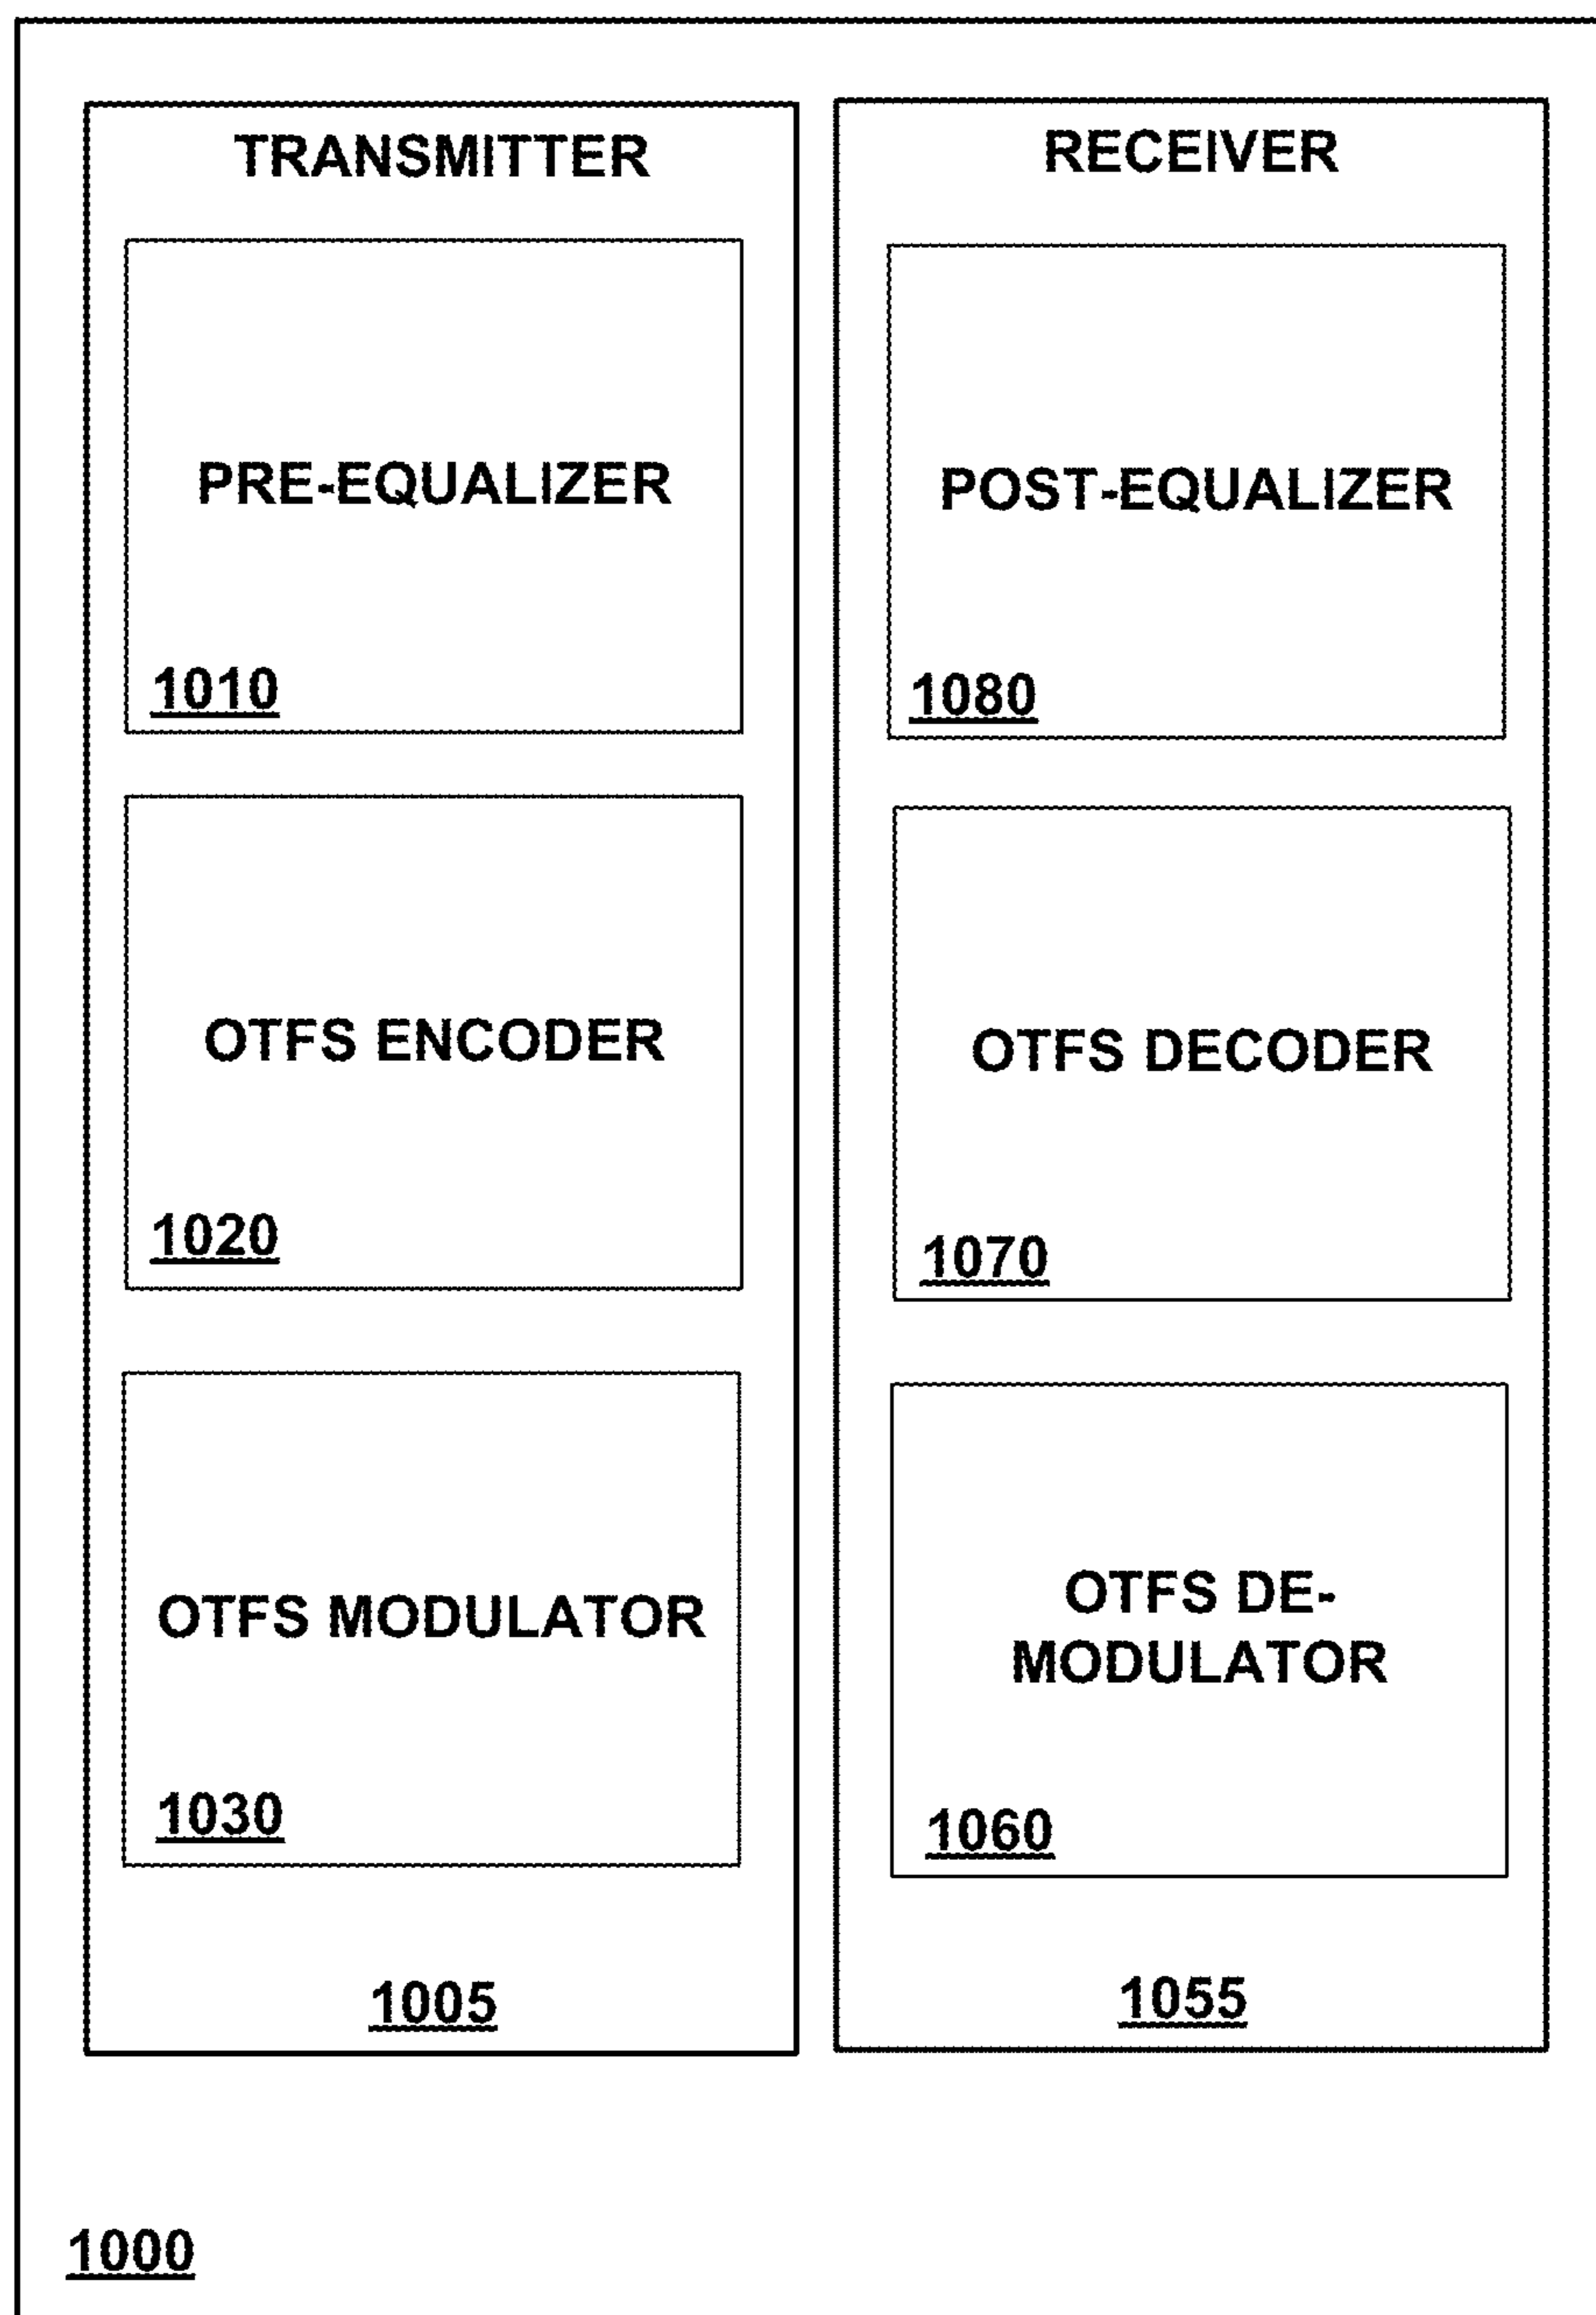 TRANSMITTER
PRE-EQUALIZER
1010
OTFS ENCODER
1020
OTFS MODULATOR
1030
1005
RECEIVER
POST-EQUALIZER
1080
OTFS DECODER
1070
OTFS DE-
MODULATOR
1060
1055
1000